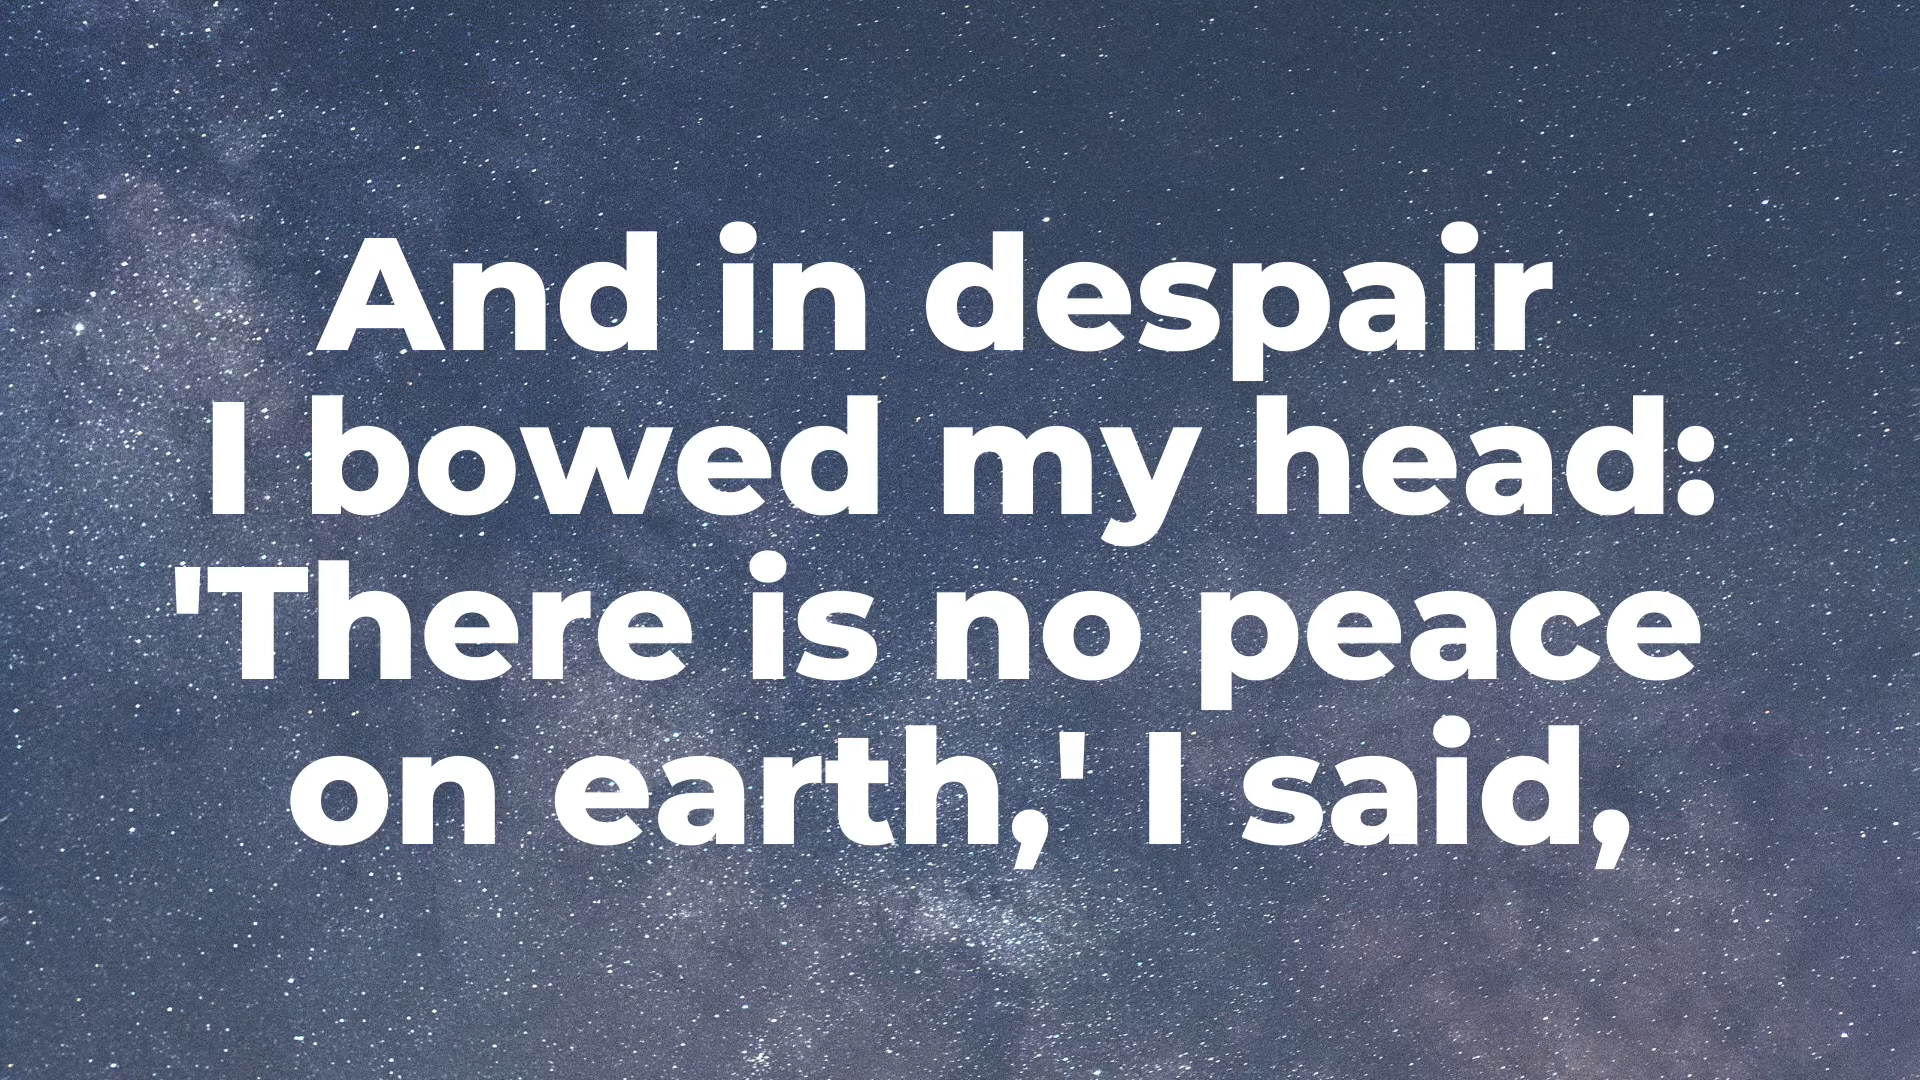 And in despair
I bowed my head:
'There is no peace
on earth,' I said,